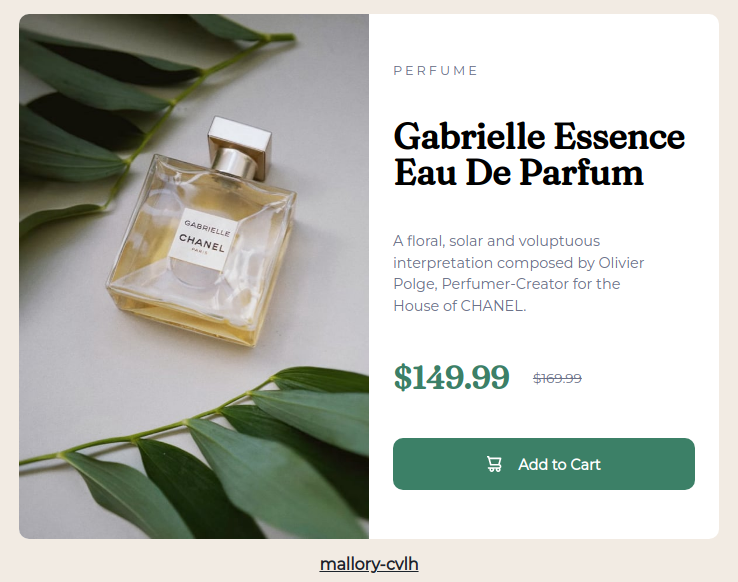 GABRIELLE
CHANEL
PARIS
PERFUME
Gabrielle Essence
Eau De Parfum
A floral, solar and voluptuous
interpretation composed by Olivier
Polge, Perfumer-Creator for the
House of CHANEL.
$149.99 $169.99
Add to Cart
mallory-cvlh